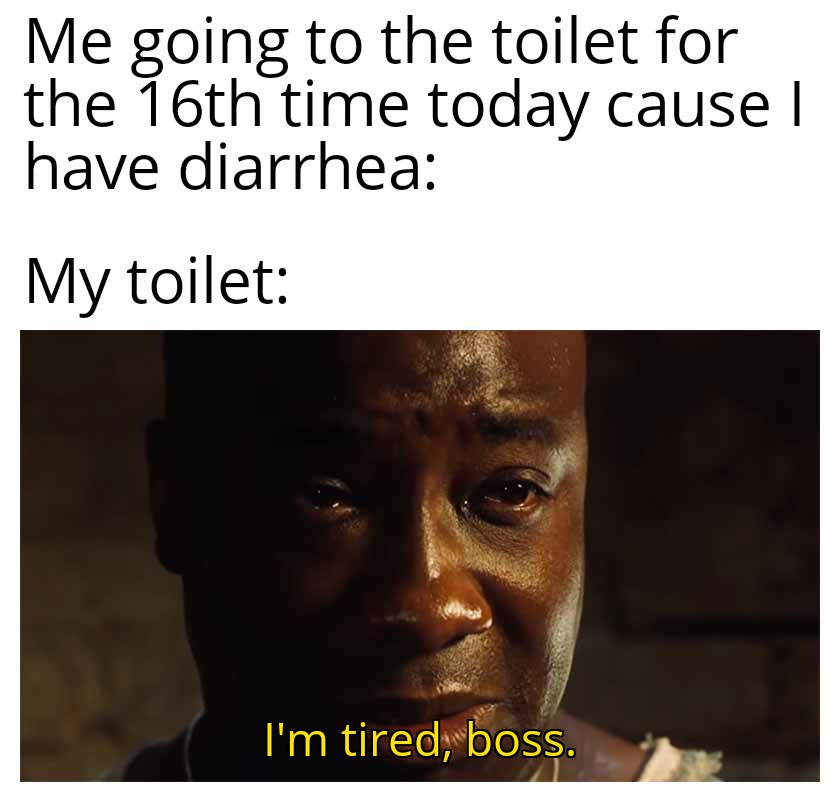 Me going to the toilet for
the 16th time today cause I
have diarrhea:
My toilet:
I'm tired, boss.